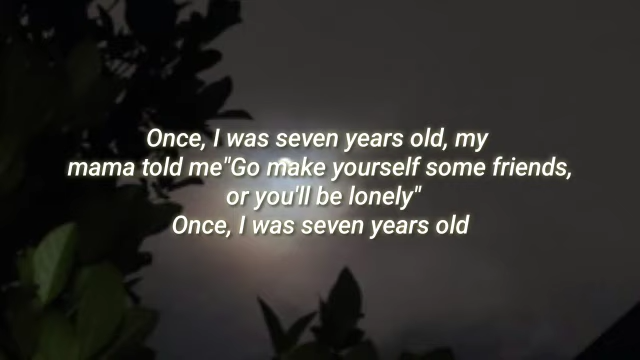 Once, I was seven years old, my
mama told me"Go make yourself some friends,
or you'll be lonely"
Once, I was seven years old